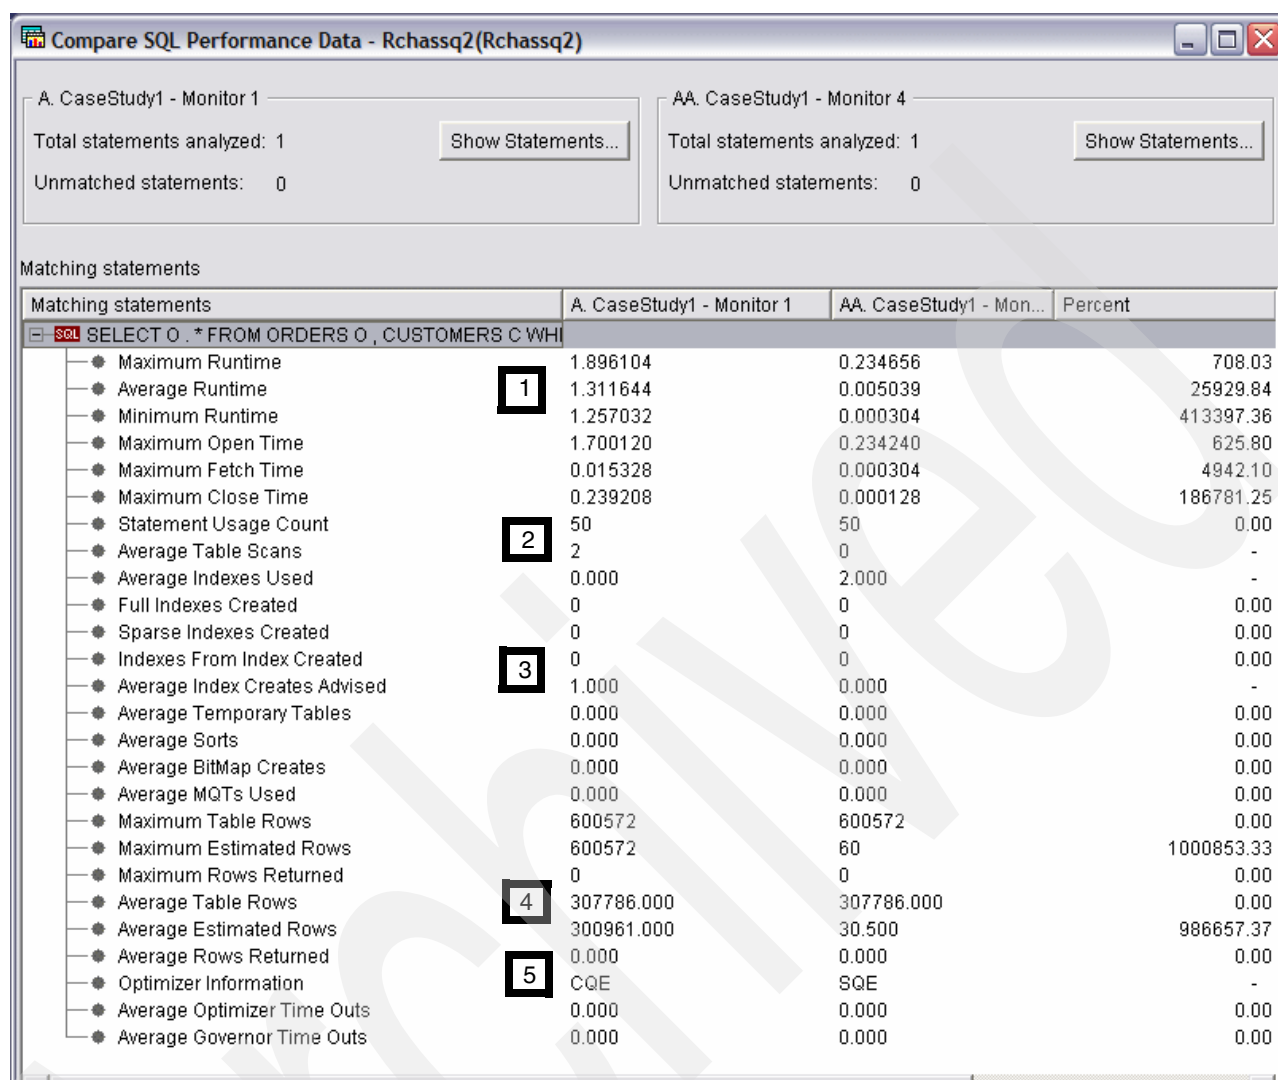 Compare SQL Performance Data - Rchassq2(Rchassq2)
A. CaseStudy1 - Monitor 1
Total statements analyzed: 1
Show Statements...
Unmatched statements: 0
AA. CaseStudy1 - Monitor 4
Total statements analyzed: 1
Show Statements...
Unmatched statements: 0
Matching statements
Matching statements A. CaseStudy1 - Monitor 1 AA. CaseStudy1 - Mon... Percent
SQL SELECT O . * FROM ORDERS O , CUSTOMERS C WHI
Maximum Runtime 1.896104 0.234656 708.03
Average Runtime 1 1.311644 0.005039 25929.84
Minimum Runtime 1.257032 0.000304 413397.36
Maximum Open Time 1.700120 0.234240 625.80
Maximum Fetch Time 0.015328 0.000304 4942.10
Maximum Close Time 0.239208 0.000128 186781.25
Statement Usage Count 50 50 0.00
Average Table Scans 2 2 0 -
Average Indexes Used 0.000 2.000 -
Full Indexes Created 0 0 0.00
Sparse Indexes Created 0 0 0.00
Indexes From Index Created 0 0 0.00
Average Index Creates Advised 3 1.000 0.000 -
Average Temporary Tables 0.000 0.000 0.00
Average Sorts 0.000 0.000 0.00
Average BitMap Creates 0.000 0.000 0.00
Average MQTs Used 0.000 0.000 0.00
Maximum Table Rows 600572 600572 0.00
Maximum Estimated Rows 600572 60 1000853.33
Maximum Rows Returned 0 0 0.00
Average Table Rows 4 307786.000 307786.000 0.00
Average Estimated Rows 300961.000 30.500 986657.37
Average Rows Returned 0.000 0.000 0.00
Optimizer Information 5 CQE SQE -
Average Optimizer Time Outs 0.000 0.000 0.00
Average Governor Time Outs 0.000 0.000 0.00